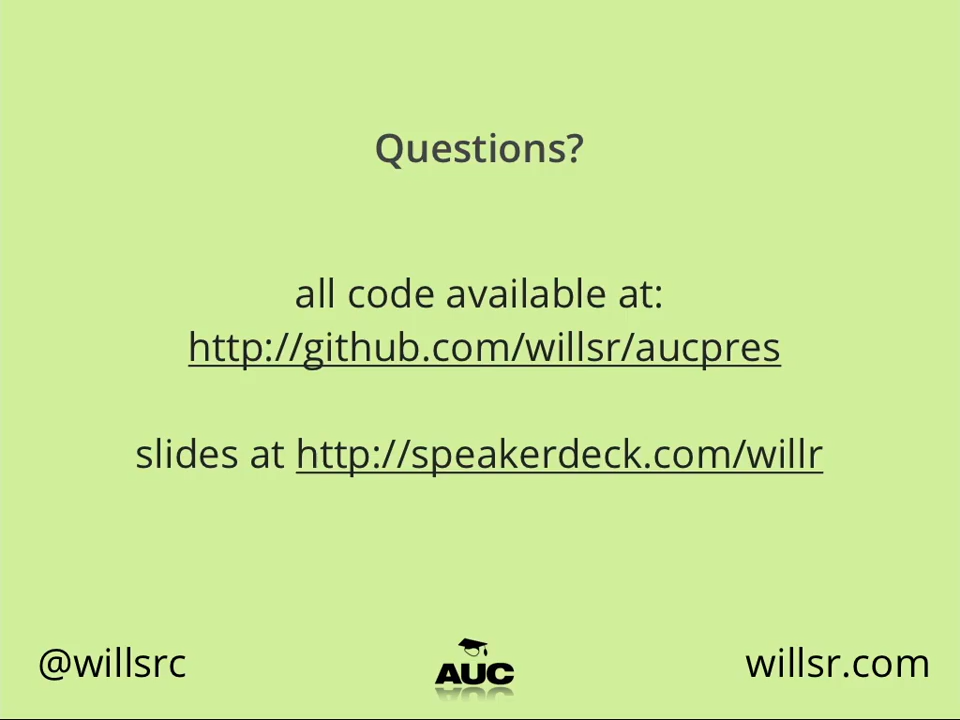 Questions?
all code available at:
http://github.com/willsr/aucpres
slides at http://speakerdeck.com/willr
@willsrc
AUC
willsr.com